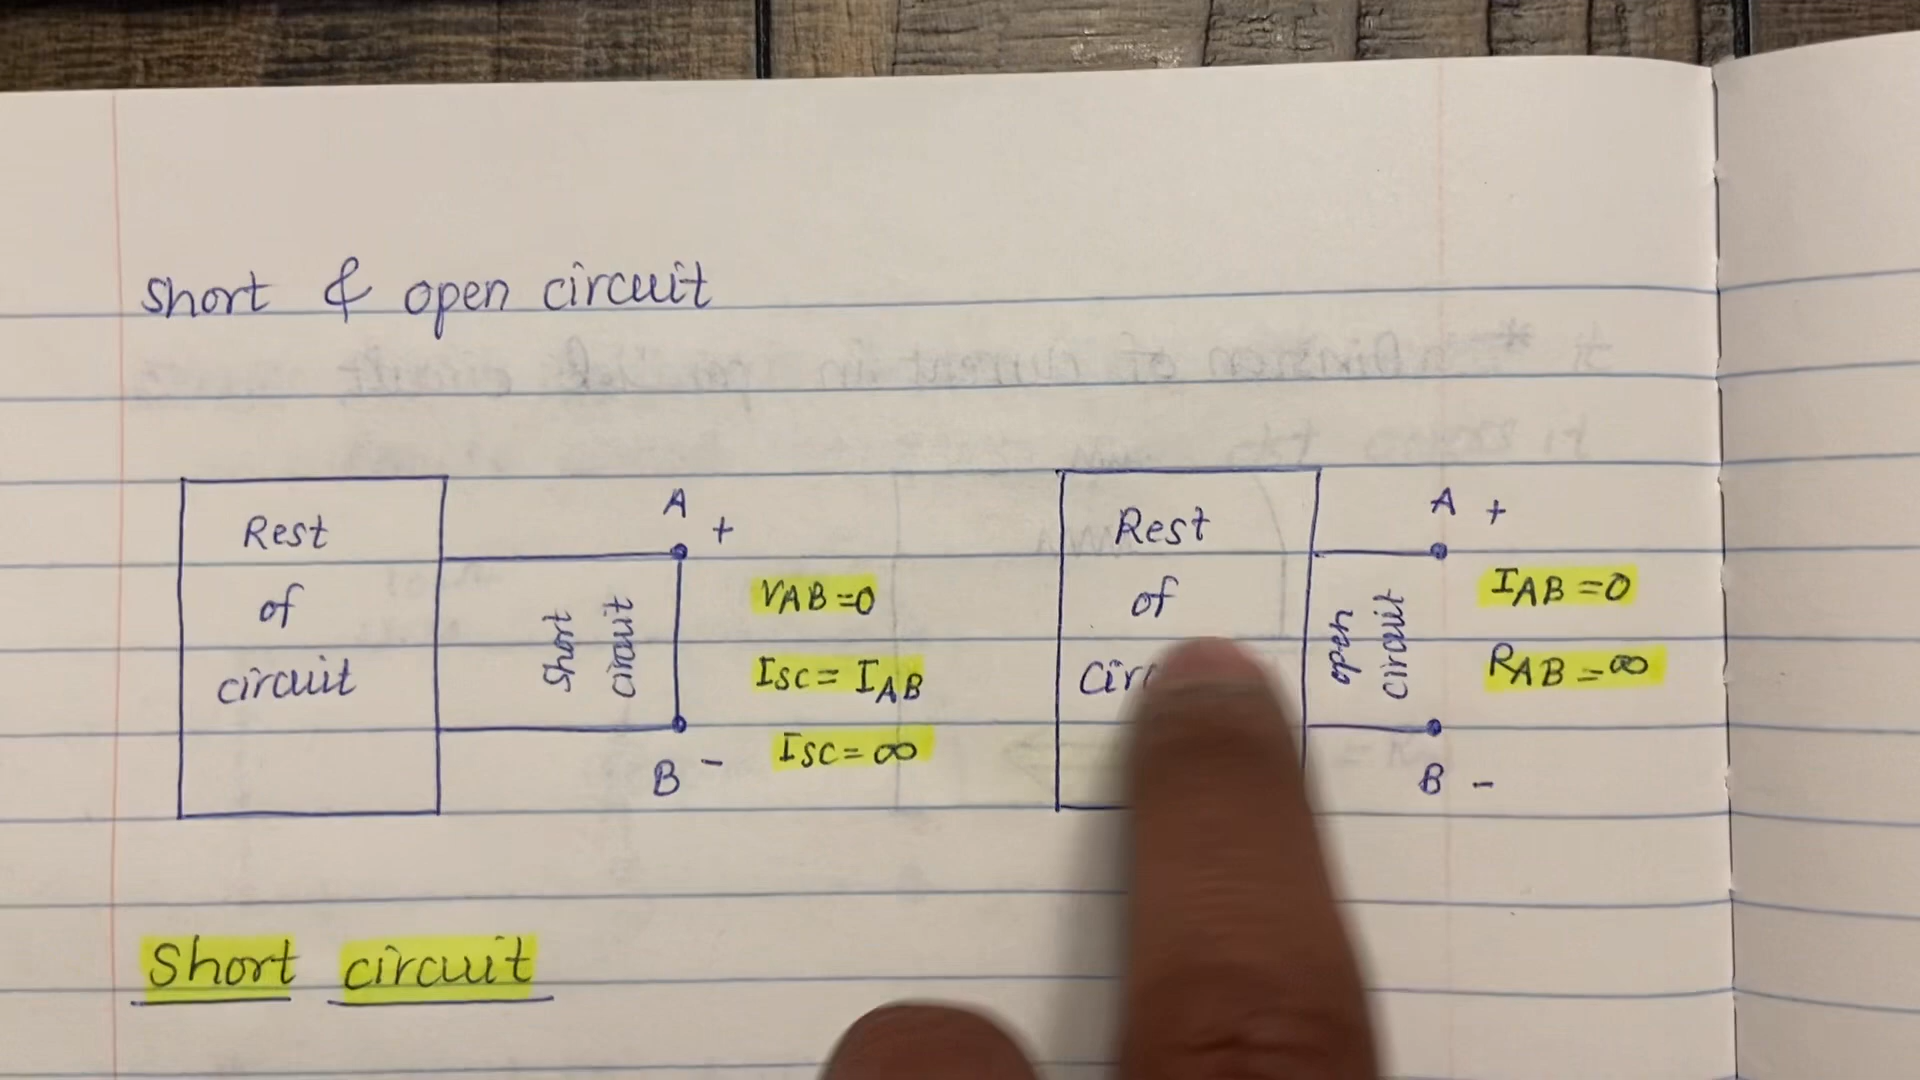 short & open circuit
Rest
of
circuit
short
circuit
A +
VAB=0
ISC= IAB
ISC=∞
B -
Rest
of
open
circuit
A +
IAB=0
RAB=∞
B -
Short circuit